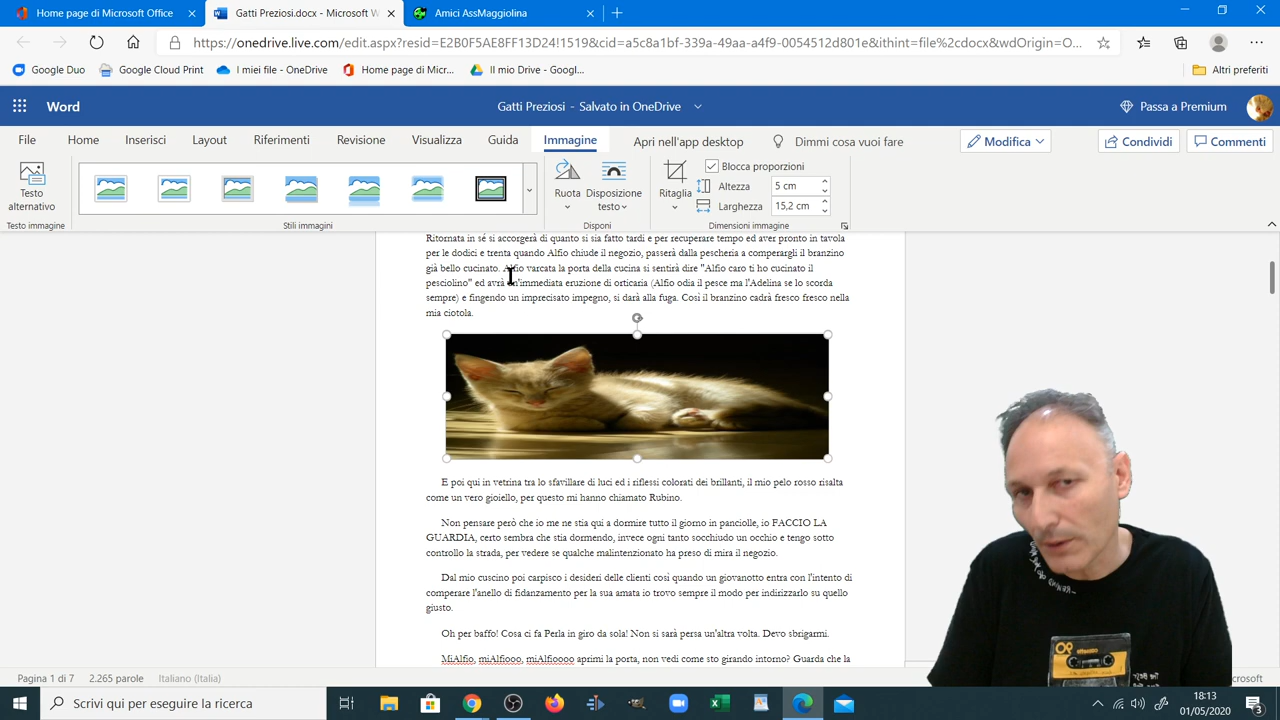 Home page di Microsoft Office
Gatti Preziosi.docx - Microsoft W
Amici AssMaggiolina
https://onedrive.live.com/edit.aspx?resid=E2B0F5AE8FF13D24!1519&cid=a5c8a1bf-339a-49aa-a4f9-0054512d801e&ithint=file%2cdocx&wdOrigin=O...
Google Duo
Google Cloud Print
I miei file - OneDrive
Home page di Micr...
Il mio Drive - Googl...
Altri preferiti
Word
Gatti Preziosi - Salvato in OneDrive
Passa a Premium
File
Home
Inserisci
Layout
Riferimenti
Revisione
Visualizza
Guida
Immagine
Apri nell'app desktop
Dimmi cosa vuoi fare
Modifica
Condividi
Commenti
Testo
alternativo
Ruota
Disposizione
testo
Ritaglia
Blocca proporzioni
Altezza
5 cm
Larghezza
15,2 cm
Testo immagine
Stili immagini
Disponi
Dimensioni immagine
Ritornata in sé si accorgerà di quanto si sia fatto tardi e per recuperare tempo ed aver pronto in tavola
per le dodici e trenta quando Alfio chiude il negozio, passerà dalla pescheria a comperargli il branzino
già bello cucinato. Alfio varcata la porta della cucina si sentirà dire "Alfio caro ti ho cucinato il
pesciolino" ed avrà un'immediata eruzione di orticaria (Alfio odia il pesce ma l'Adelina se lo scorda
sempre) e fingendo un imprecisato impegno, si darà alla fuga. Così il branzino cadrà fresco fresco nella
mia ciotola.
E poi qui in vetrina tra lo sfavillare di luci ed i riflessi colorati dei brillanti, il mio pelo rosso risalta
come un vero gioiello, per questo mi hanno chiamato Rubino.
Non pensare però che io me ne stia qui a dormire tutto il giorno in panciolle, io FACCIO LA
GUARDIA, certo sembra che stia dormendo, invece ogni tanto socchiudo un occhio e tengo sotto
controllo la strada, per vedere se qualche malintenzionato ha preso di mira il negozio.
Dal mio cuscino poi carpisco i desideri delle clienti così quando un giovanotto entra con l'intento di
comperare l'anello di fidanzamento per la sua amata io trovo sempre il modo per indirizzarlo su quello
giusto.
Oh per baffo! Cosa ci fa Perla in giro da sola! Non si sarà persa un'altra volta. Devo sbrigarmi.
MiAlfio, miAlfiooo, miAlfioooo aprimi la porta, non vedi come sto girando intorno? Guarda che la
Pagina 1 di 7
2.265 parole
Italiano (Italia)
crosoft
Scrivi qui per eseguire la ricerca
18:13
01/05/2020
3